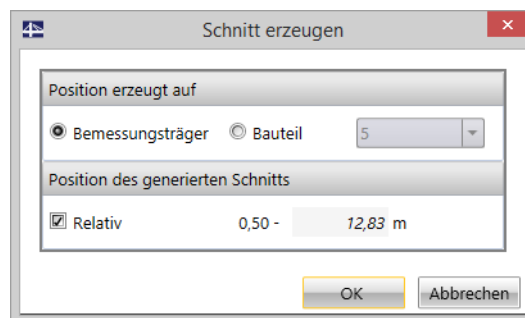 Schnitt erzeugen
Position erzeugt auf
Bemessungsträger Bauteil 5
Position des generierten Schnitts
Relativ 0,50 - 12,83 m
OK Abbrechen